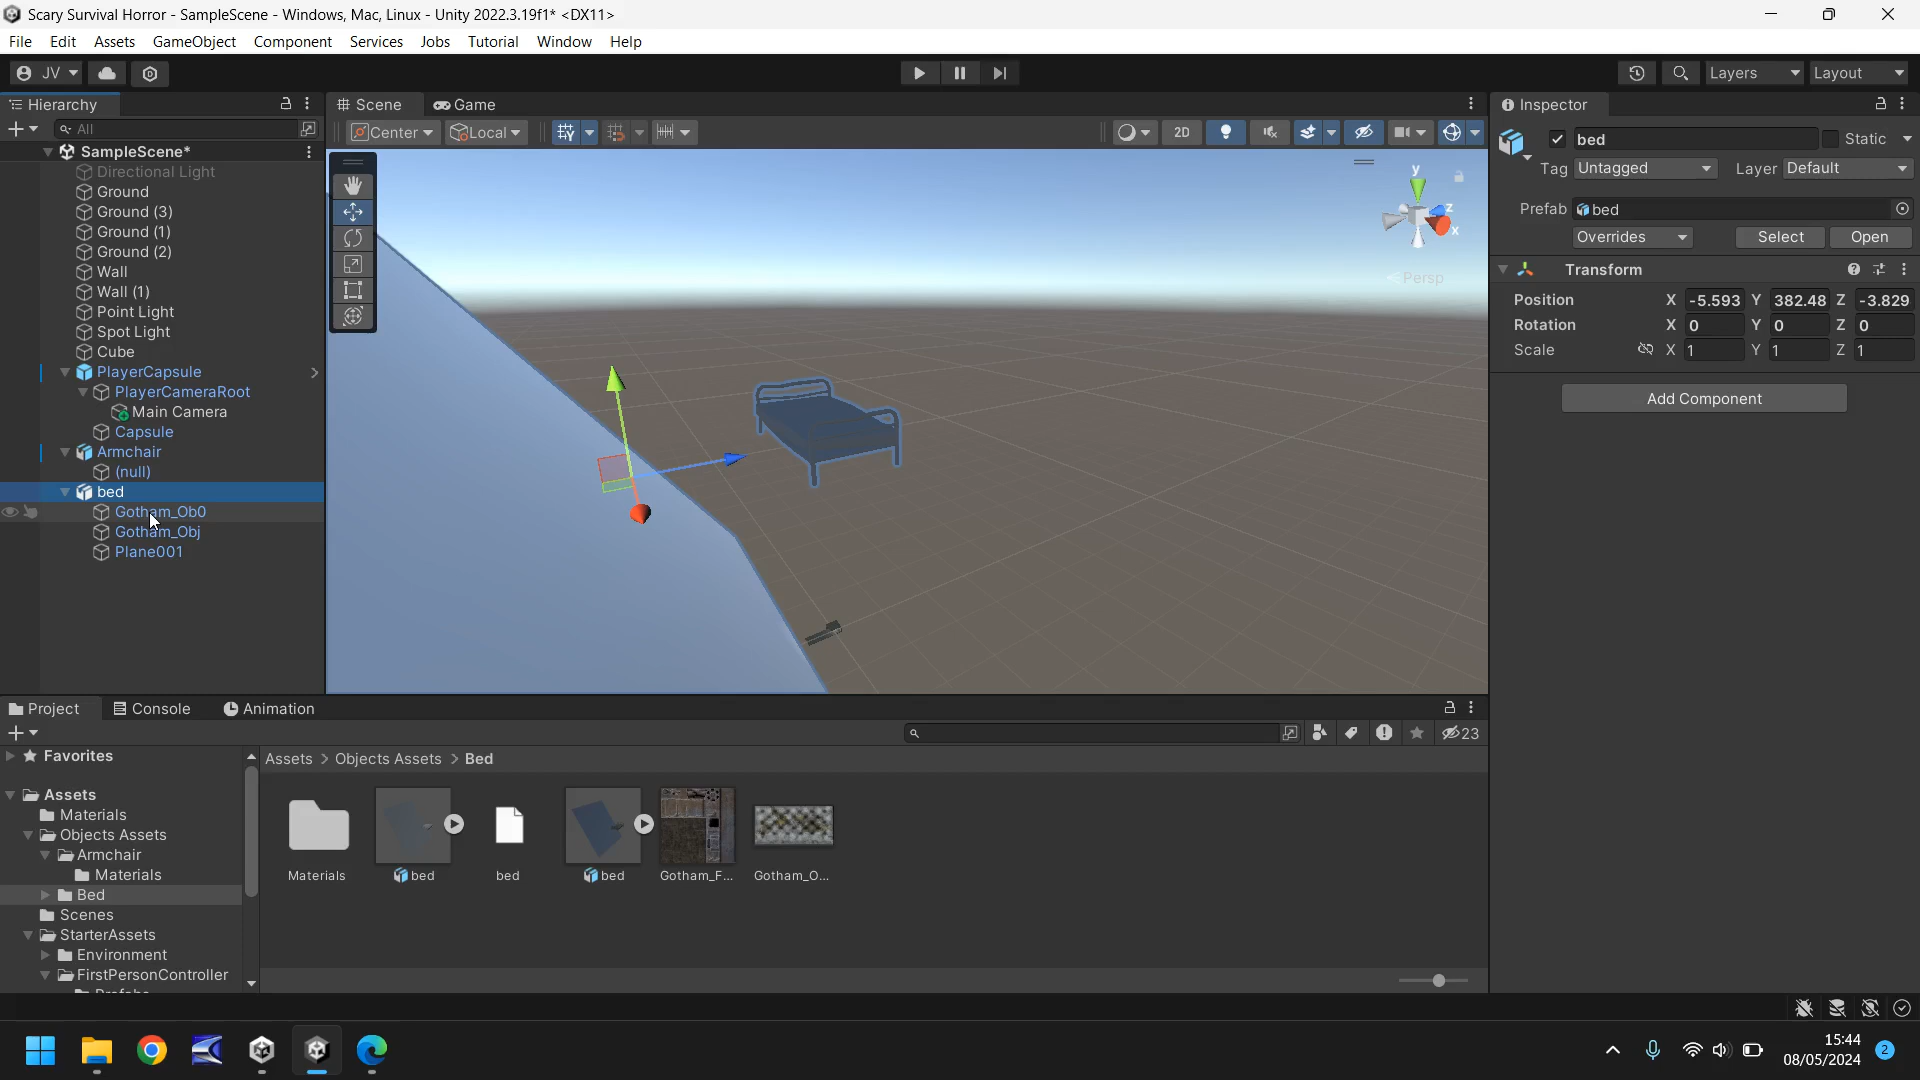 Scary Survival Horror - SampleScene - Windows, Mac, Linux - Unity 2022.3.19f1* <DX11>
File Edit Assets GameObject Component Services Jobs Tutorial Window Help
JV Layers Layout
Hierarchy
All
SampleScene*
Directional Light
Ground
Ground (3)
Ground (1)
Ground (2)
Wall
Wall (1)
Point Light
Spot Light
Cube
PlayerCapsule
PlayerCameraRoot
Main Camera
Capsule
Armchair
(null)
bed
Gotham_Ob0
Gotham_Obj
Plane001
Scene Game
Center Local 2D
y
z
x
Persp
Inspector
bed Static
Tag Untagged Layer Default
Prefab bed
Overrides Select Open
Transform
Position X -5.593 Y 382.48 Z -3.829
Rotation X 0 Y 0 Z 0
Scale X 1 Y 1 Z 1
Add Component
Project Console Animation
23
Favorites
Assets
Materials
Objects Assets
Armchair
Materials
Bed
Scenes
StarterAssets
Environment
FirstPersonController
Assets > Objects Assets > Bed
Materials bed bed bed Gotham_F... Gotham_O...
15:44
08/05/2024
2